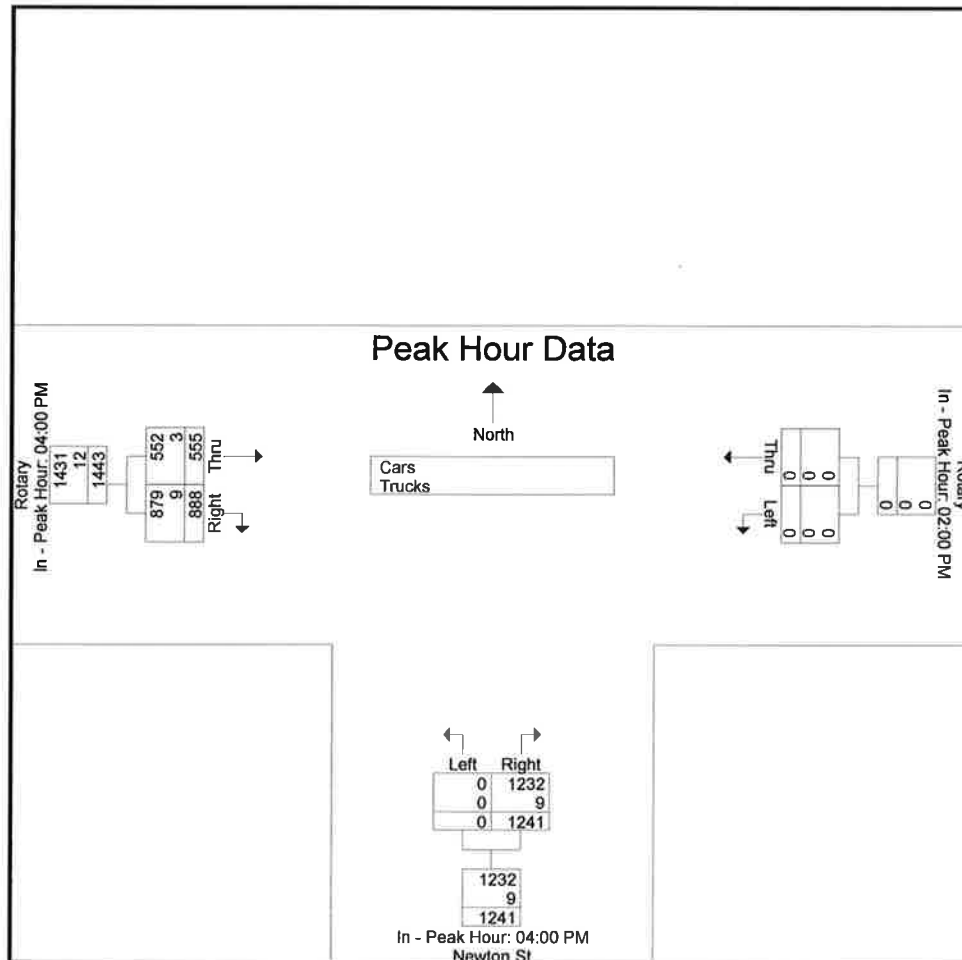 Peak Hour Data
North
Cars
Trucks
Rotary
In - Peak Hour: 04:00 PM
1431
12
1443
552
3
555
Thru
879
9
888
Right
Rotary
In - Peak Hour: 02:00 PM
0
0
0
Thru
0
0
0
Left
0
0
0
Left Right
0 1232
0 9
0 1241
1232
9
1241
In - Peak Hour: 04:00 PM
Newton St